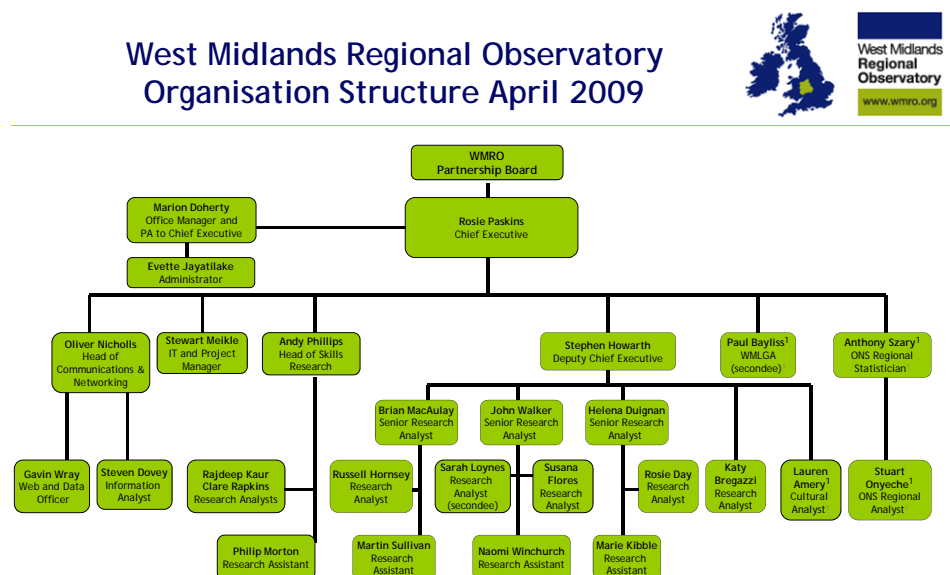 West Midlands Regional Observatory
Organisation Structure April 2009
West Midlands
Regional
Observatory
www.wmro.org
WMRO
Partnership Board
Marion Doherty
Office Manager and
PA to Chief Executive
Rosie Paskins
Chief Executive
Evette Jayatilake
Administrator
Oliver Nicholls
Head of
Communications &
Networking
Stewart Meikle
IT and Project
Manager
Andy Phillips
Head of Skills
Research
Stephen Howarth
Deputy Chief Executive
Paul Bayliss¹
WMLGA
(secondee)¹
Anthony Szary¹
ONS Regional
Statistician
Brian MacAulay
Senior Research
Analyst
John Walker
Senior Research
Analyst
Helena Duignan
Senior Research
Analyst
Gavin Wray
Web and Data
Officer
Steven Dovey
Information
Analyst
Rajdeep Kaur
Clare Rapkins
Research Analysts
Russell Hornsey
Research
Analyst
Sarah Loynes
Research
Analyst
(secondee)
Susana
Flores
Research
Analyst
Rosie Day
Research
Analyst
Katy
Bregazzi
Research
Analyst
Lauren
Amery¹
Cultural
Analyst¹
Stuart
Onyeche¹
ONS Regional
Analyst¹
Philip Morton
Research Assistant
Martin Sullivan
Research
Assistant
Naomi Winchurch
Research Assistant
Marie Kibble
Research
Assistant